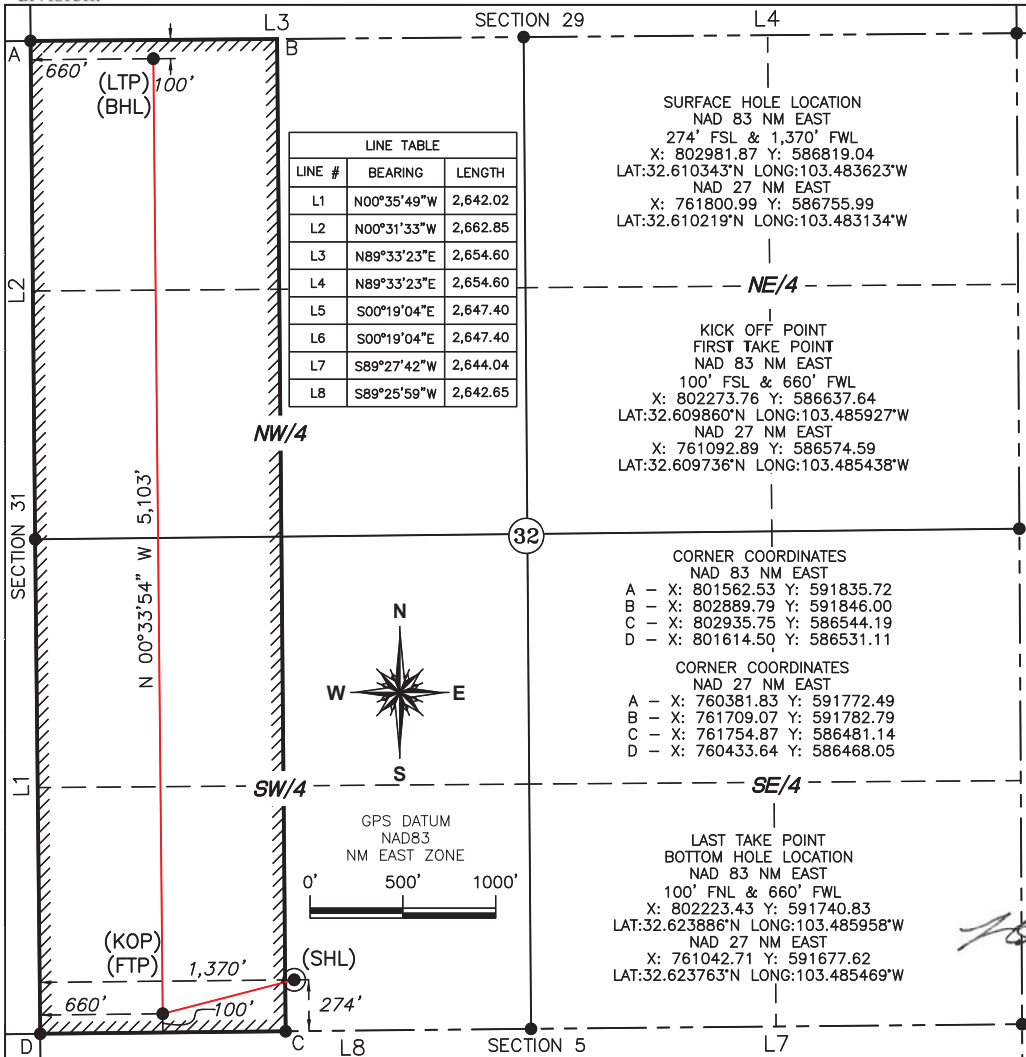 division.
SECTION 29
L3
L4
A
B
660'
100'
(LTP)
(BHL)
LINE TABLE
LINE # BEARING LENGTH
L1 N00°35'49"W 2,642.02
L2 N00°31'33"W 2,662.85
L3 N89°33'23"E 2,654.60
L4 N89°33'23"E 2,654.60
L5 S00°19'04"E 2,647.40
L6 S00°19'04"E 2,647.40
L7 S89°27'42"W 2,644.04
L8 S89°25'59"W 2,642.65
SURFACE HOLE LOCATION
NAD 83 NM EAST
274' FSL & 1,370' FWL
X: 802981.87 Y: 586819.04
LAT:32.610343°N LONG:103.483623°W
NAD 27 NM EAST
X: 761800.99 Y: 586755.99
LAT:32.610219°N LONG:103.483134°W
L2
NE/4
KICK OFF POINT
FIRST TAKE POINT
NAD 83 NM EAST
100' FSL & 660' FWL
X: 802273.76 Y: 586637.64
LAT:32.609860°N LONG:103.485927°W
NAD 27 NM EAST
X: 761092.89 Y: 586574.59
LAT:32.609736°N LONG:103.485438°W
NW/4
SECTION 31
N 00°33'54" W 5,103'
32
CORNER COORDINATES
NAD 83 NM EAST
A - X: 801562.53 Y: 591835.72
B - X: 802889.79 Y: 591846.00
C - X: 802935.75 Y: 586544.19
D - X: 801614.50 Y: 586531.11
CORNER COORDINATES
NAD 27 NM EAST
A - X: 760381.83 Y: 591772.49
B - X: 761709.07 Y: 591782.79
C - X: 761754.87 Y: 586481.14
D - X: 760433.64 Y: 586468.05
N
W E
S
L1
SW/4
SE/4
GPS DATUM
NAD83
NM EAST ZONE
0' 500' 1000'
LAST TAKE POINT
BOTTOM HOLE LOCATION
NAD 83 NM EAST
100' FNL & 660' FWL
X: 802223.43 Y: 591740.83
LAT:32.623886°N LONG:103.485958°W
NAD 27 NM EAST
X: 761042.71 Y: 591677.62
LAT:32.623763°N LONG:103.485469°W
(KOP)
(FTP)
1,370'
(SHL)
660'
100'
274'
D
C
L8
SECTION 5
L7